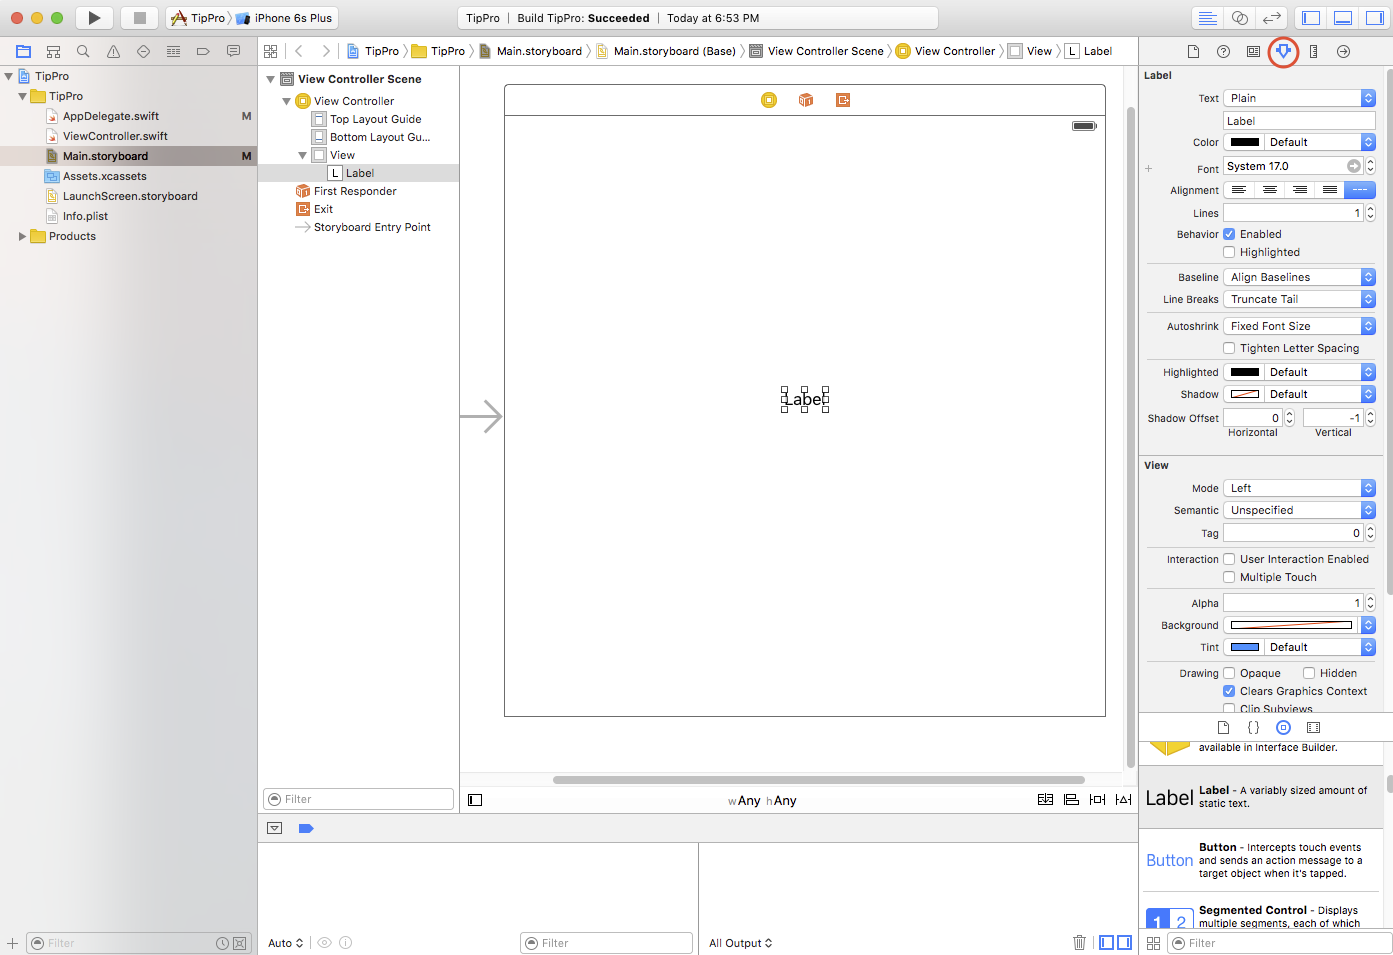 TipPro
iPhone 6s Plus
TipPro | Build TipPro: Succeeded | Today at 6:53 PM
TipPro
TipPro
Main.storyboard
Main.storyboard (Base)
View Controller Scene
View Controller
View
L Label
TipPro
TipPro
AppDelegate.swift M
ViewController.swift
Main.storyboard M
Assets.xcassets
LaunchScreen.storyboard
Info.plist
Products
Filter
View Controller Scene
View Controller
Top Layout Guide
Bottom Layout Gu...
View
L Label
First Responder
Exit
Storyboard Entry Point
Filter
Label
wAny hAny
Auto
Filter
All Output
Label
Text Plain
Label
Color Default
Font System 17.0
Alignment
Lines 1
Behavior Enabled
Highlighted
Baseline Align Baselines
Line Breaks Truncate Tail
Autoshrink Fixed Font Size
Tighten Letter Spacing
Highlighted Default
Shadow Default
Shadow Offset 0 -1
Horizontal Vertical
View
Mode Left
Semantic Unspecified
Tag 0
Interaction User Interaction Enabled
Multiple Touch
Alpha 1
Background
Tint Default
Drawing Opaque Hidden
Clears Graphics Context
Clip Subviews
{}
available in Interface Builder.
Label
Label - A variably sized amount of
static text.
Button
Button - Intercepts touch events
and sends an action message to a
target object when it's tapped.
1 2
Segmented Control - Displays
multiple segments, each of which
Filter